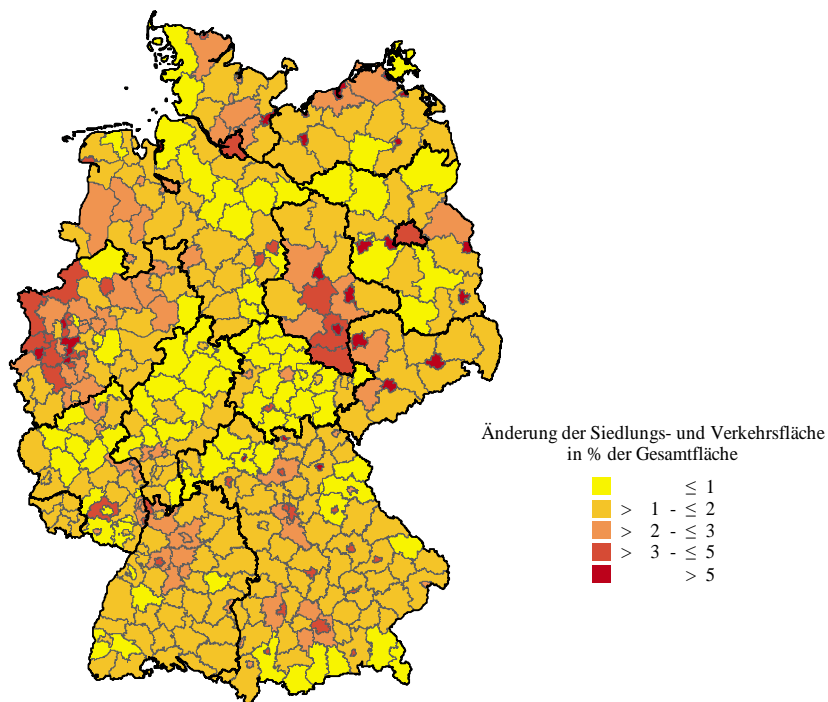 Änderung der Siedlungs- und Verkehrsfläche
in % der Gesamtfläche
≤ 1
> 1 - ≤ 2
> 2 - ≤ 3
> 3 - ≤ 5
> 5